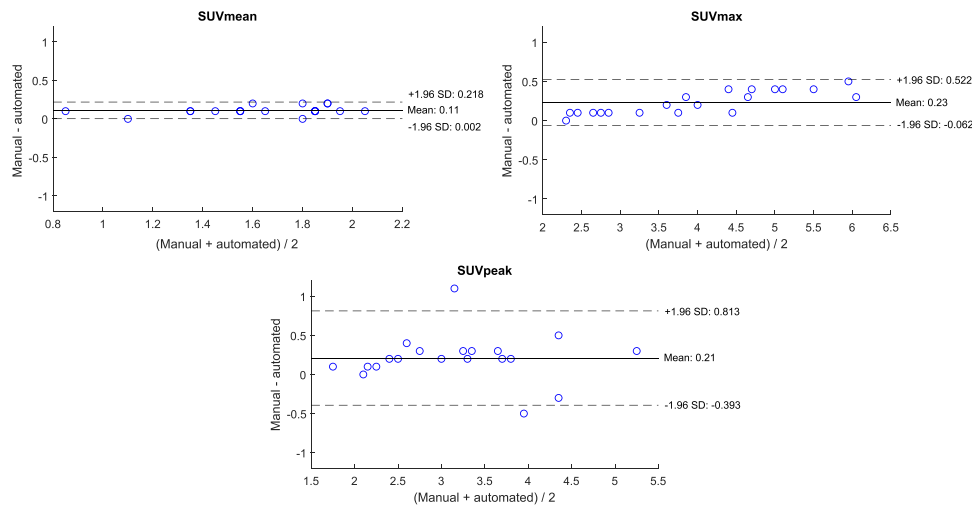 SUVmean
1
0.5
0
-0.5
-1
Manual - automated
+1.96 SD: 0.218
Mean: 0.11
-1.96 SD: 0.002
0.8 1 1.2 1.4 1.6 1.8 2 2.2
(Manual + automated) / 2
SUVmax
1
0.5
0
-0.5
-1
Manual - automated
+1.96 SD: 0.522
Mean: 0.23
-1.96 SD: -0.062
2 2.5 3 3.5 4 4.5 5 5.5 6 6.5
(Manual + automated) / 2
SUVpeak
1
0.5
0
-0.5
-1
Manual - automated
+1.96 SD: 0.813
Mean: 0.21
-1.96 SD: -0.393
1.5 2 2.5 3 3.5 4 4.5 5 5.5
(Manual + automated) / 2